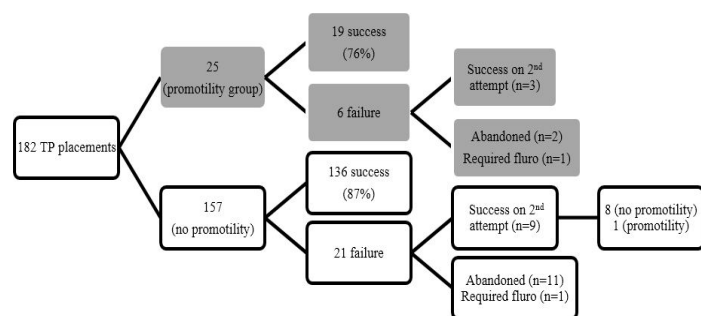 182 TP placements
25
(promotility group)
19 success
(76%)
6 failure
Success on 2nd
attempt (n=3)
Abandoned (n=2)
Required fluro (n=1)
157
(no promotility)
136 success
(87%)
21 failure
Success on 2nd
attempt (n=9)
8 (no promotility)
1 (promotility)
Abandoned (n=11)
Required fluro (n=1)